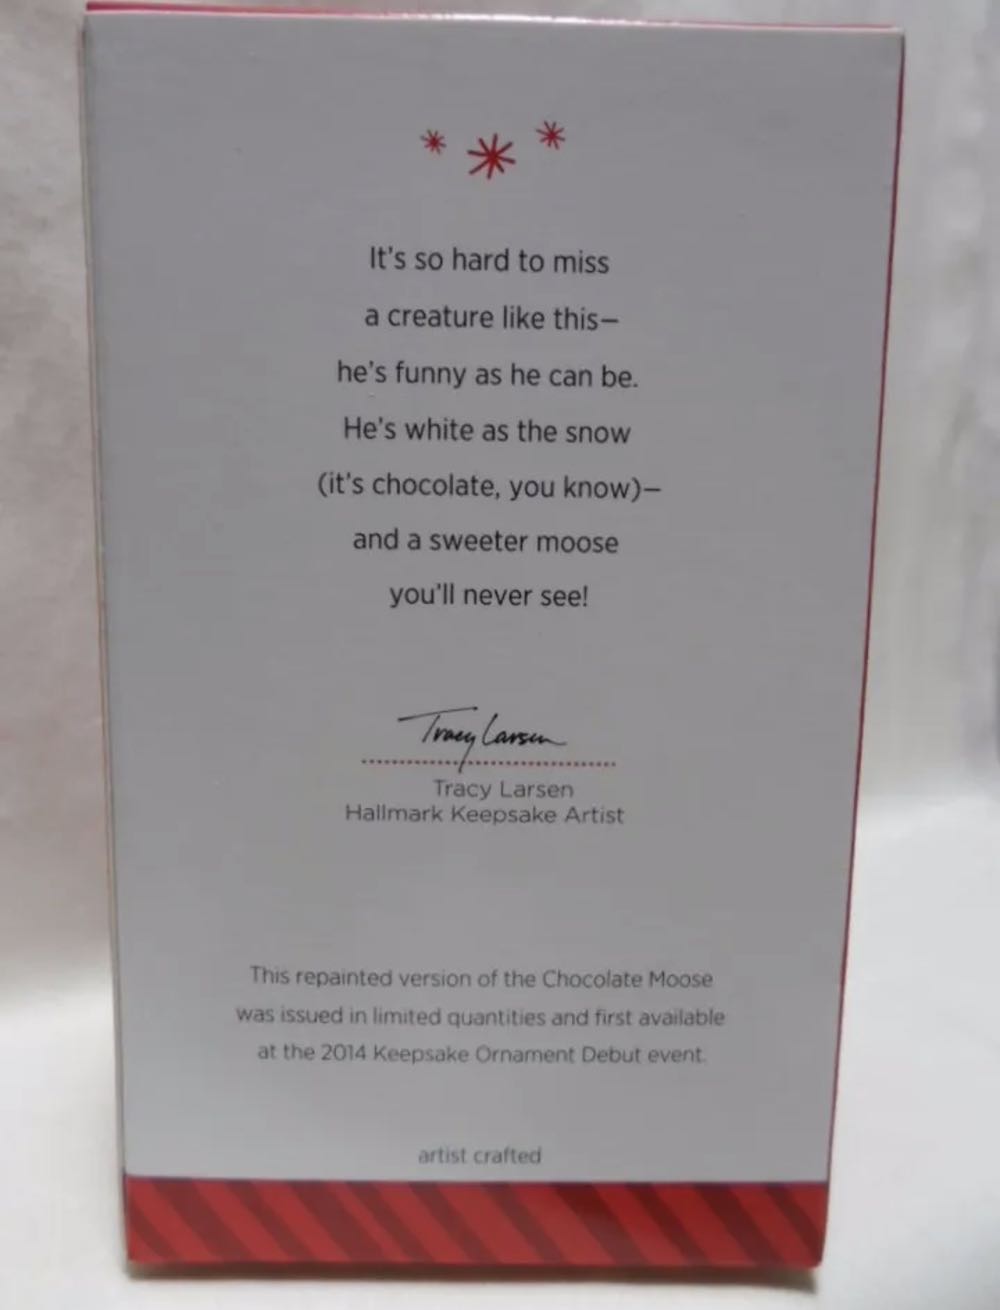 It's so hard to miss
a creature like this—
he's funny as he can be.
He's white as the snow
(it's chocolate, you know)—
and a sweeter moose
you'll never see!
Tracy Larsen
Tracy Larsen
Hallmark Keepsake Artist
This repainted version of the Chocolate Moose
was issued in limited quantities and first available
at the 2014 Keepsake Ornament Debut event.
artist crafted